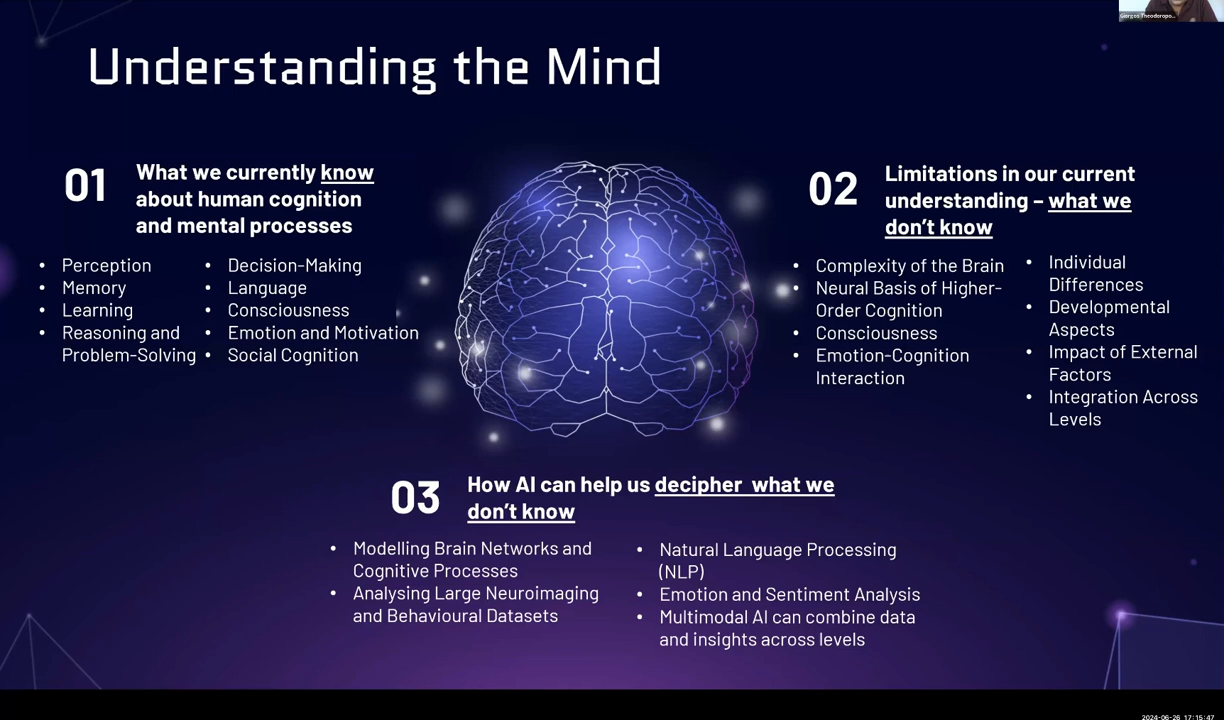 Giorgos Theodoropo...
Understanding the Mind
01
What we currently know
about human cognition
and mental processes
• Perception
• Memory
• Learning
• Reasoning and
Problem-Solving
• Decision-Making
• Language
• Consciousness
• Emotion and Motivation
• Social Cognition
02
Limitations in our current
understanding – what we
don't know
• Complexity of the Brain
• Neural Basis of Higher-
Order Cognition
• Consciousness
• Emotion-Cognition
Interaction
• Individual
Differences
• Developmental
Aspects
• Impact of External
Factors
• Integration Across
Levels
03
How AI can help us decipher  what we
don't know
• Modelling Brain Networks and
Cognitive Processes
• Analysing Large Neuroimaging
and Behavioural Datasets
• Natural Language Processing
(NLP)
• Emotion and Sentiment Analysis
• Multimodal AI can combine data
and insights across levels
2024-06-26 17:15:47